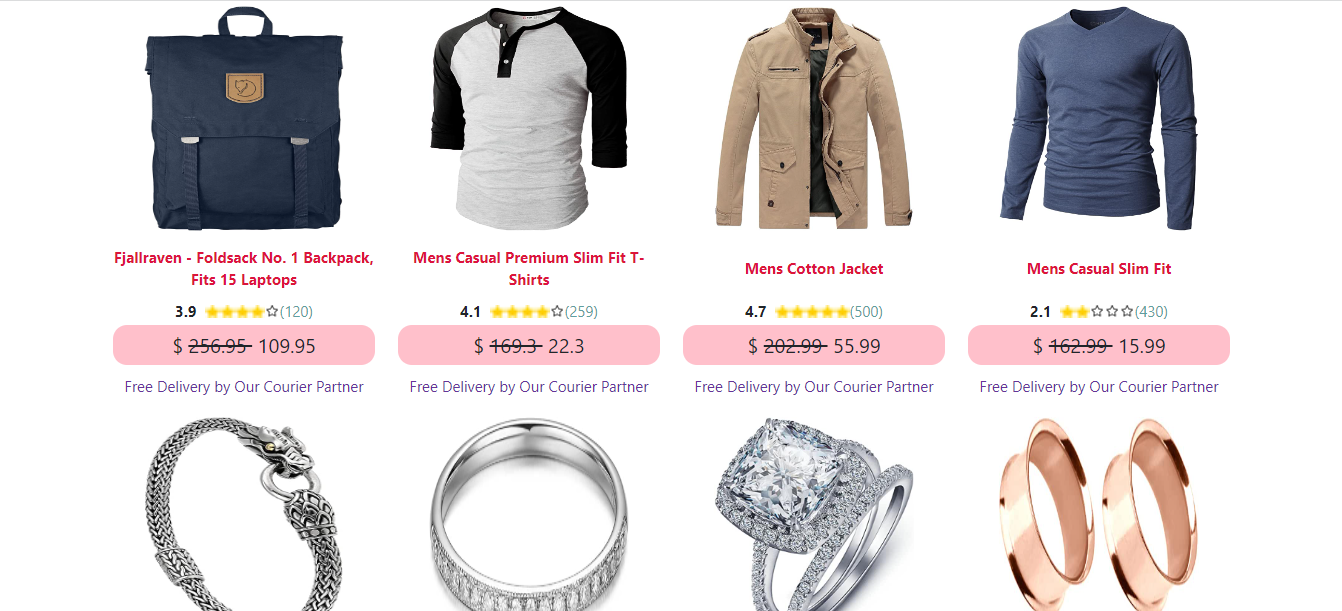 Fjallraven - Foldsack No. 1 Backpack,
Fits 15 Laptops
3.9 (120)
$ 256.95 109.95
Free Delivery by Our Courier Partner
Mens Casual Premium Slim Fit T-
Shirts
4.1 (259)
$ 169.3 22.3
Free Delivery by Our Courier Partner
Mens Cotton Jacket
4.7 (500)
$ 202.99 55.99
Free Delivery by Our Courier Partner
Mens Casual Slim Fit
2.1 (430)
$ 162.99 15.99
Free Delivery by Our Courier Partner